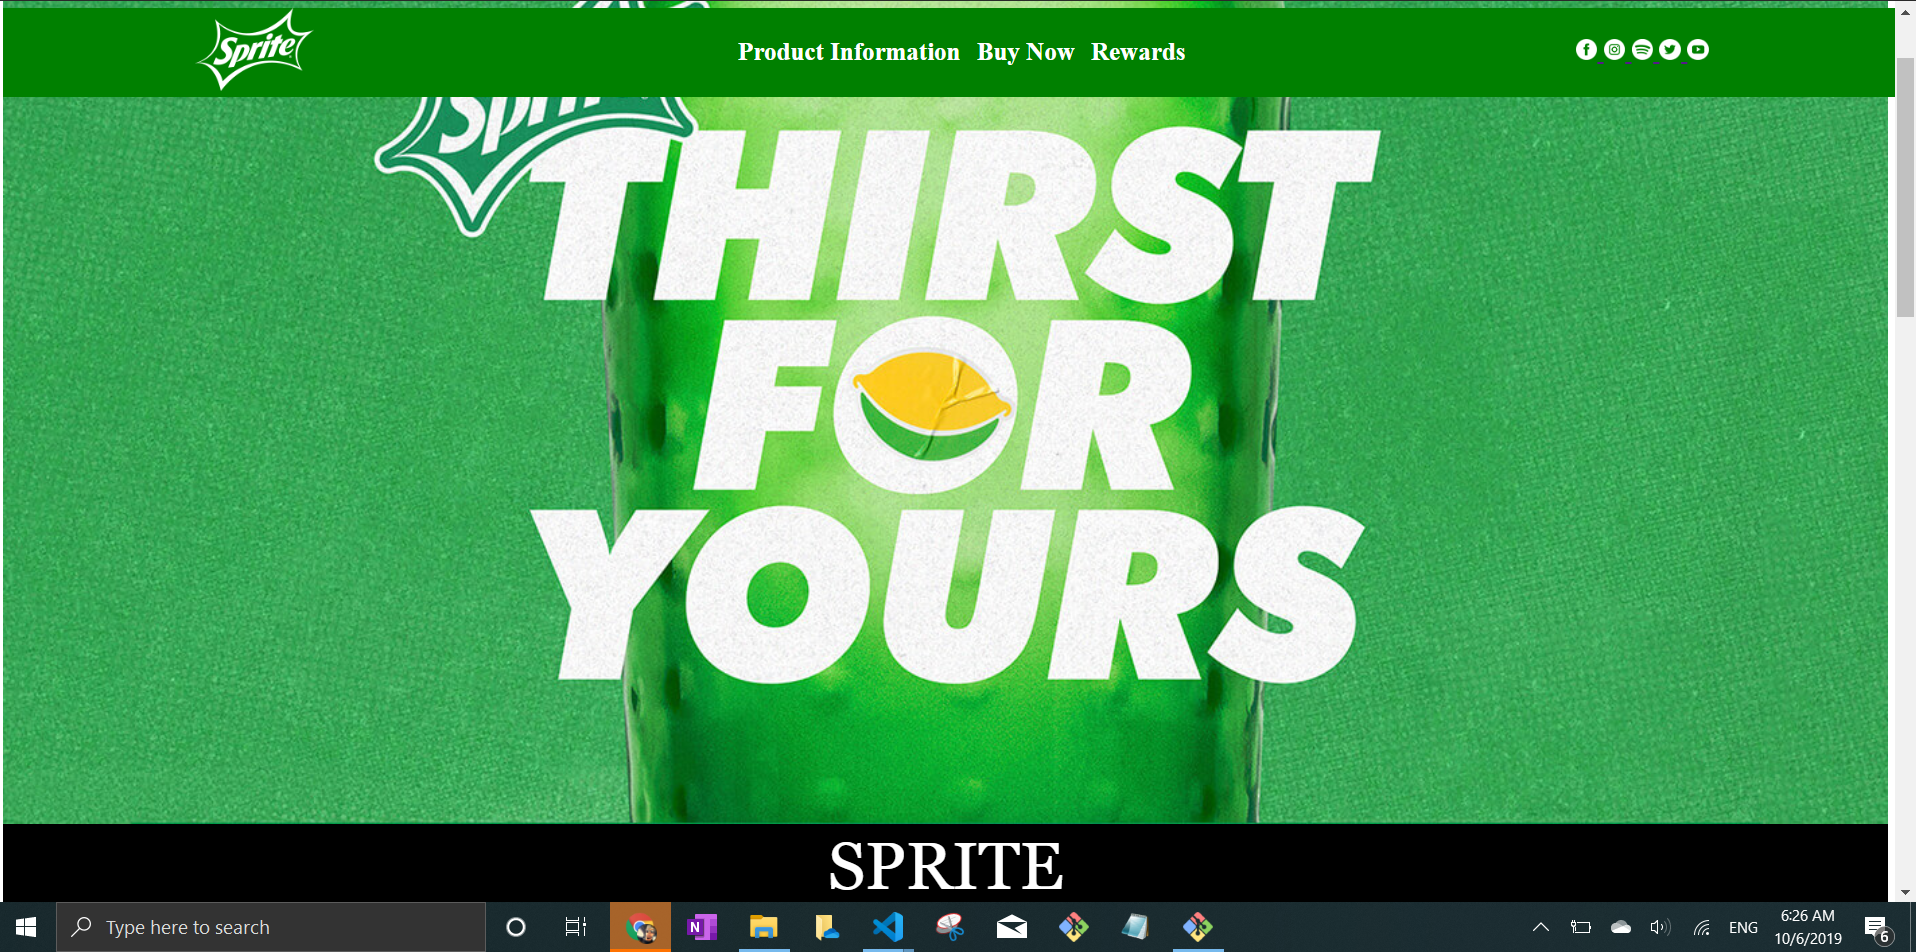 Sprite
Product Information Buy Now Rewards
Sprite
THIRST
FOR
YOURS
SPRITE
Type here to search
N
ENG
6:26 AM
10/6/2019
6